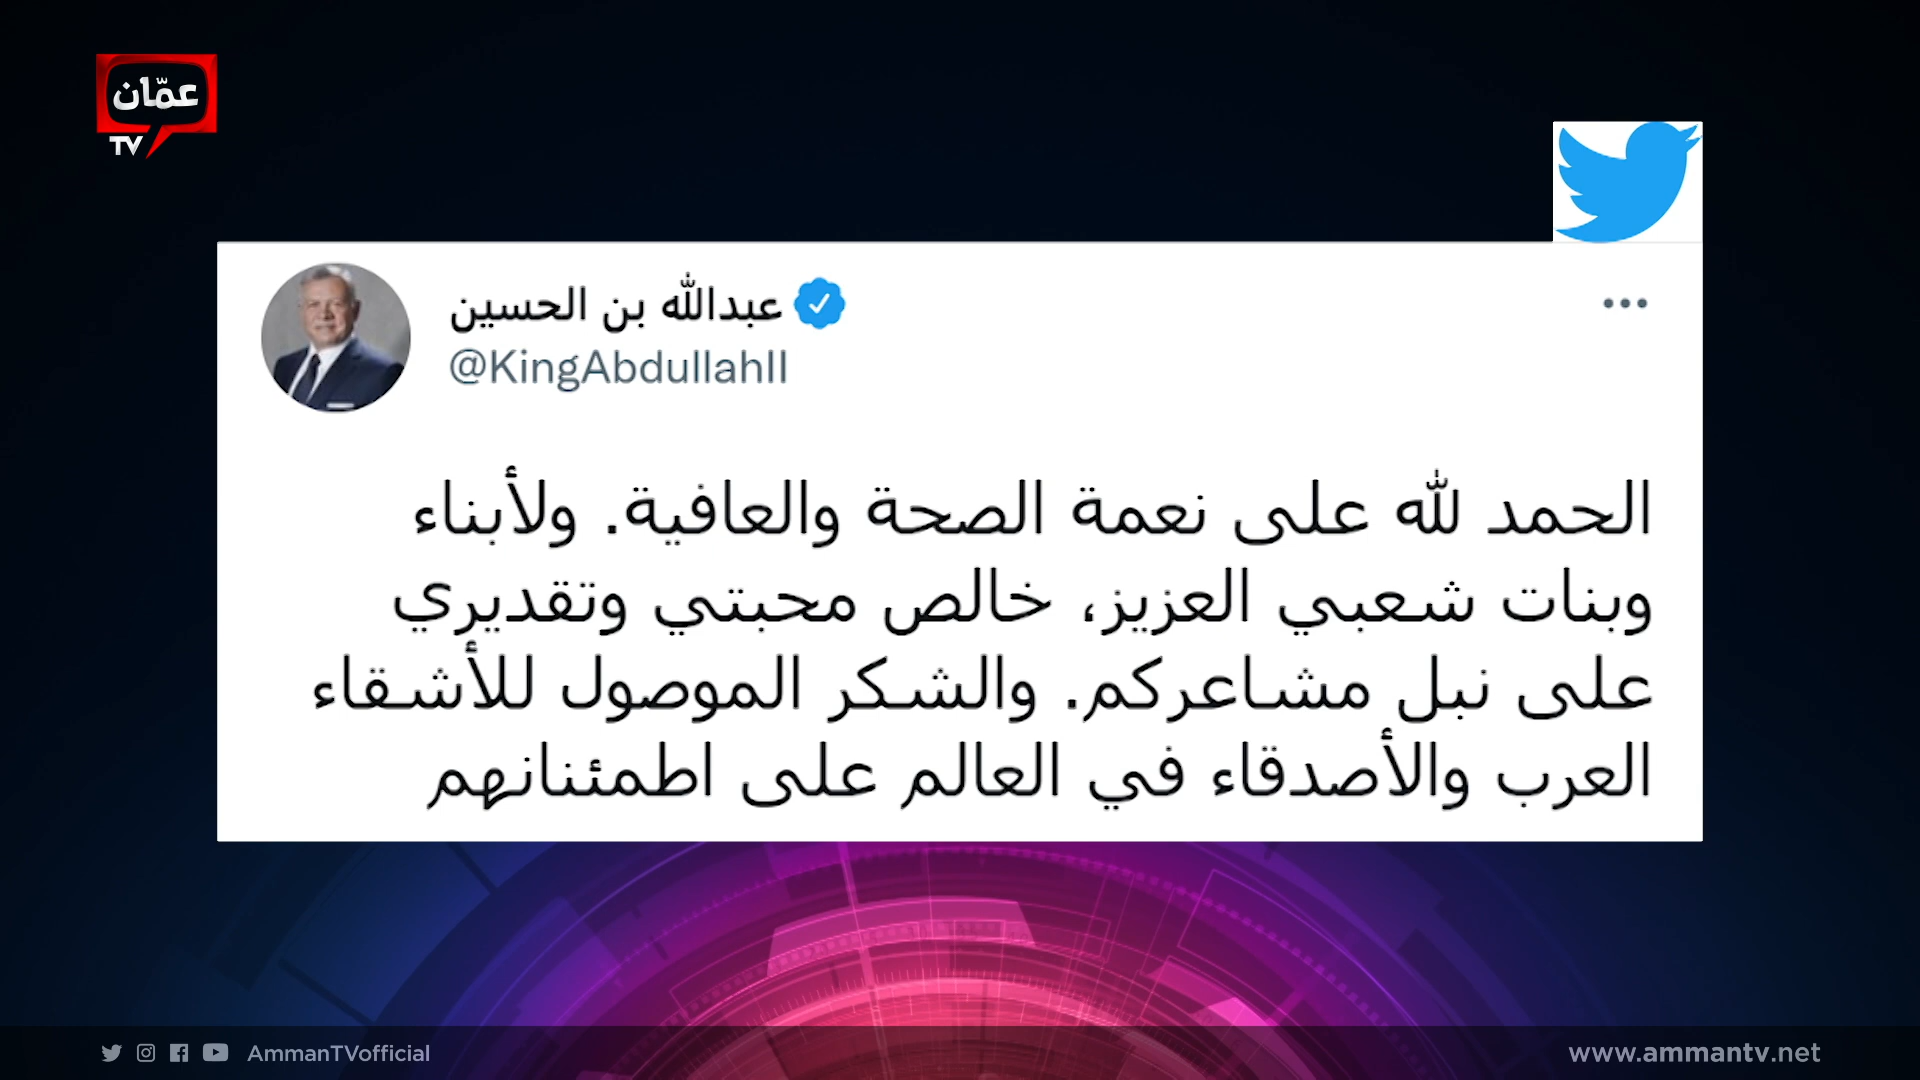 عمّان
TV
عبدالله بن الحسين
@KingAbdullahII
الحمد لله على نعمة الصحة والعافية. ولأبناء
وبنات شعبي العزيز، خالص محبتي وتقديري
على نبل مشاعركم. والشكر الموصول للأشقاء
العرب والأصدقاء في العالم على اطمئنانهم
AmmanTVofficial
www.ammantv.net